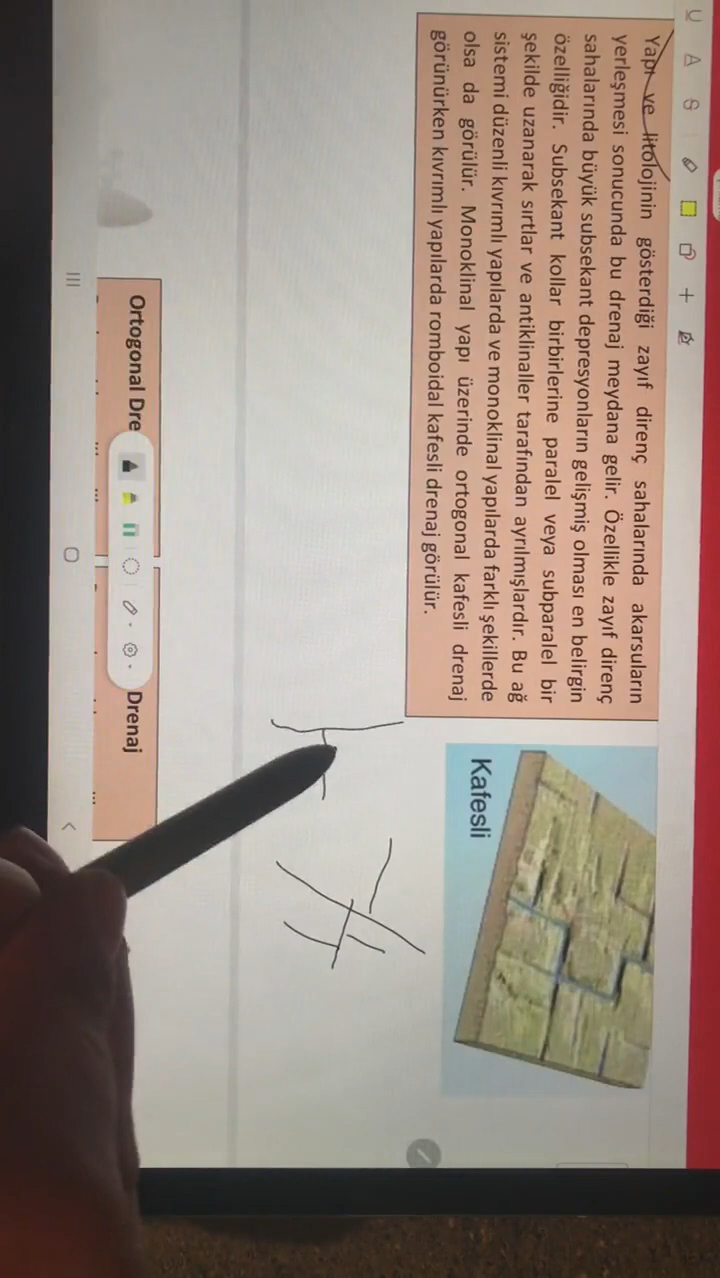 Yapı ve litolojinin gösterdiği zayıf direnç sahalarında akarsuların
yerleşmesi sonucunda bu drenaj meydana gelir. Özellikle zayıf direnç
sahalarında büyük subsekant depresyonların gelişmiş olması en belirgin
özelliğidir. Subsekant kollar birbirlerine paralel veya subparalel bir
şekilde uzanarak sırtlar ve antiklinaller tarafından ayrılmışlardır. Bu ağ
sistemi düzenli kıvrımlı yapılarda ve monoklinal yapılarda farklı şekillerde
olsa da görülür. Monoklinal yapı üzerinde ortogonal kafesli drenaj
görünürken kıvrımlı yapılarda romboidal kafesli drenaj görülür.
Kafesli
Ortogonal Dre
Drenaj